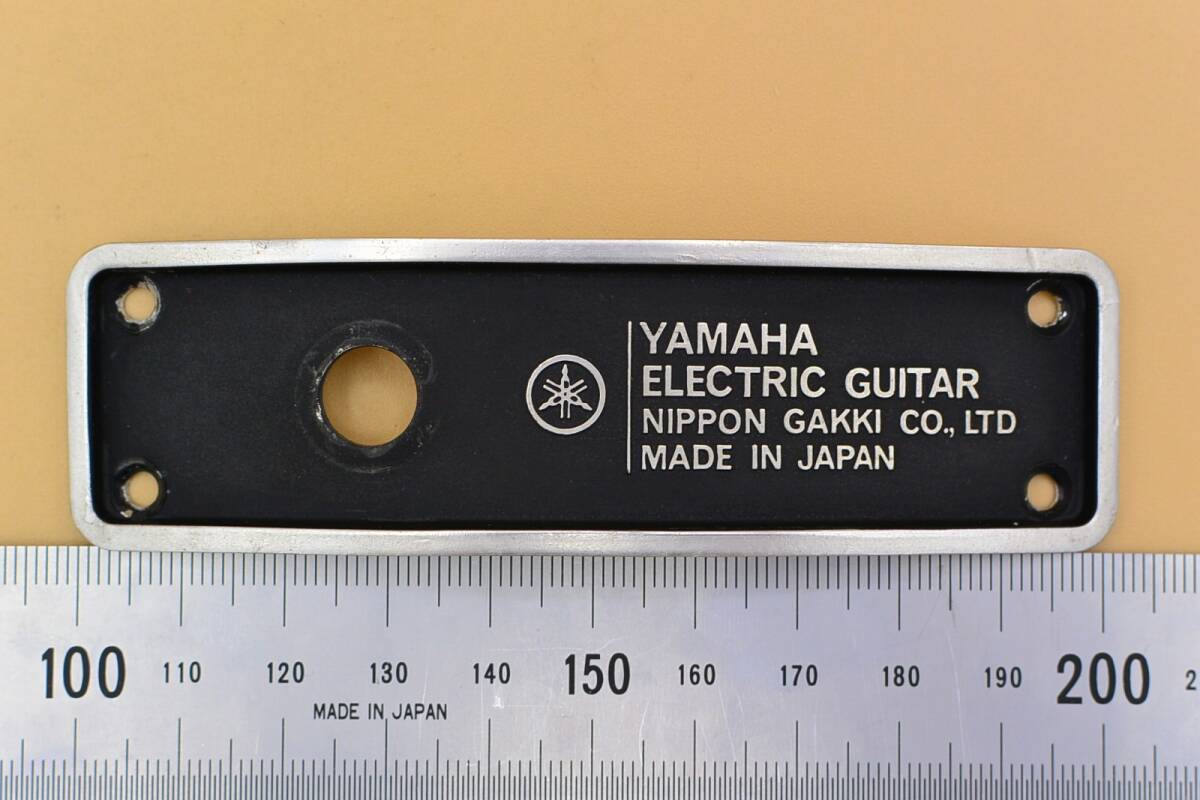 YAMAHA
ELECTRIC GUITAR
NIPPON GAKKI CO., LTD
MADE IN JAPAN
100 110 120 130 140 150 160 170 180 190 200 2
MADE IN JAPAN